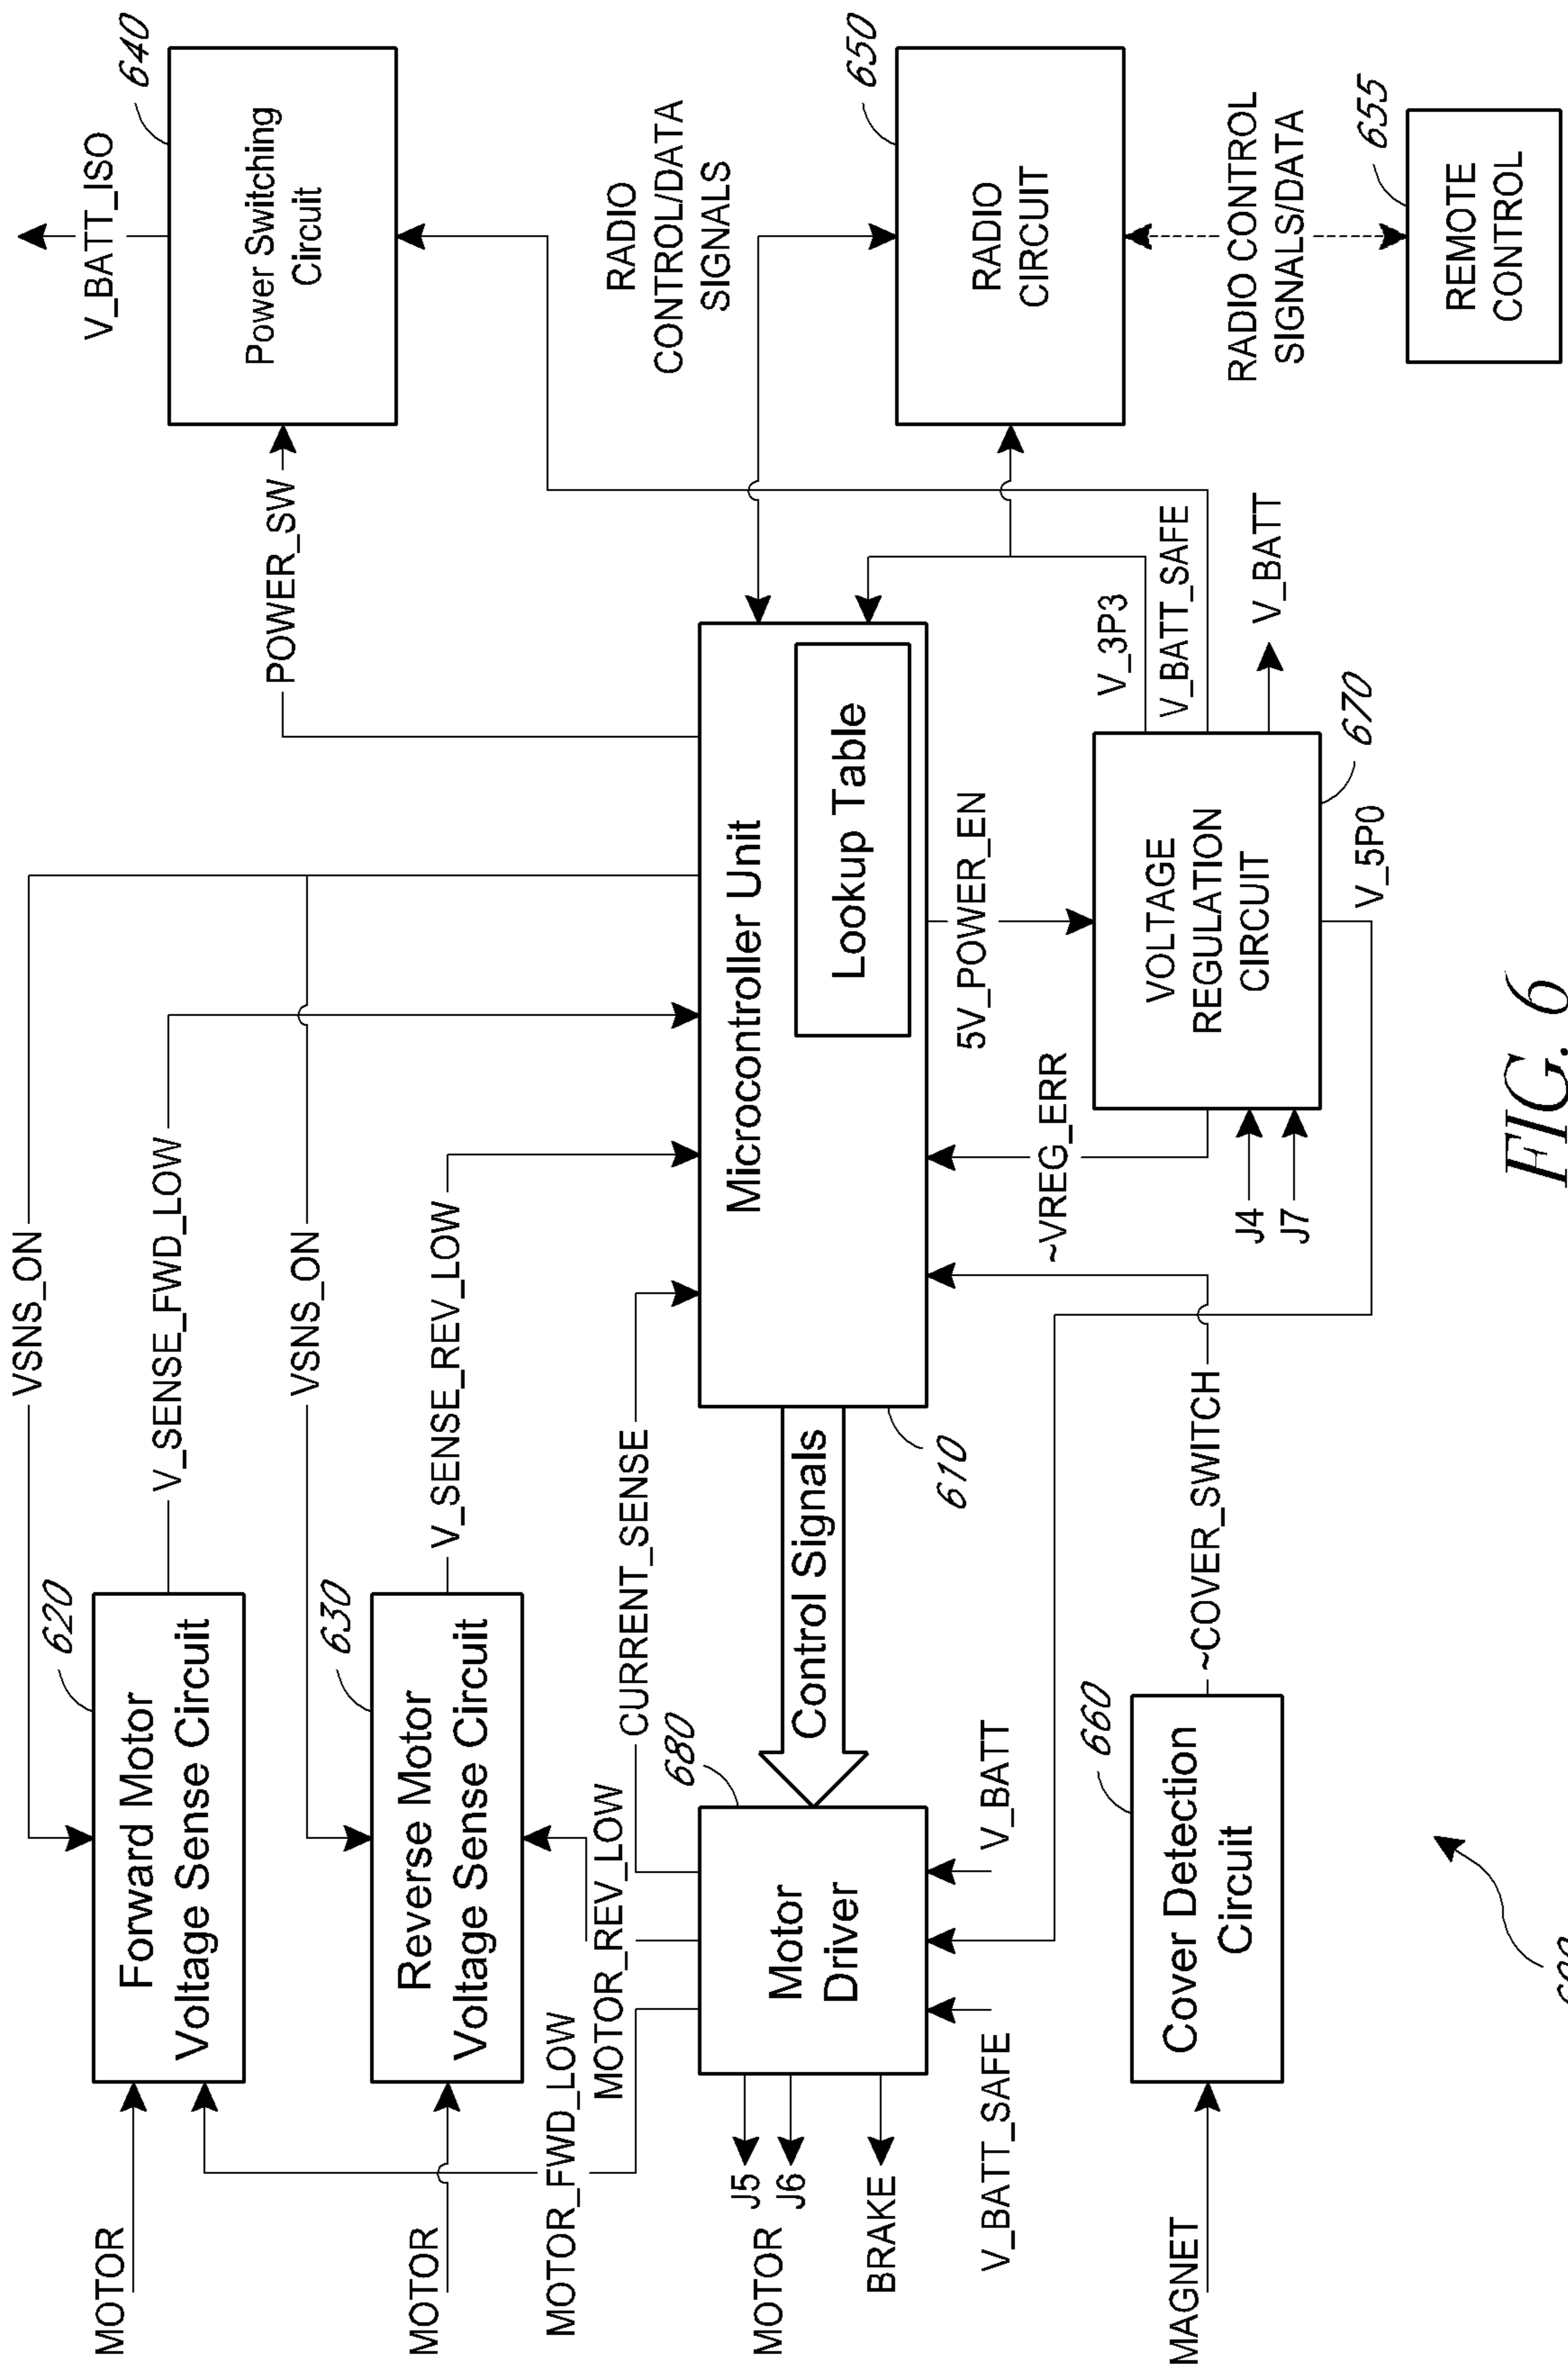 VSNS_ON
V_SENSE_FWD_LOW
VSNS_ON
V_SENSE_REV_LOW
V_BATT_ISO
640
Power Switching
Circuit
POWER_SW
620
Forward Motor
Voltage Sense Circuit
MOTOR
630
Reverse Motor
Voltage Sense Circuit
MOTOR
MOTOR_FWD_LOW
MOTOR_REV_LOW
CURRENT_SENSE
RADIO
CONTROL/DATA
SIGNALS
680
Motor
Driver
MOTOR
J5
J6
BRAKE
Control Signals
Microcontroller Unit
Lookup Table
610
650
RADIO
CIRCUIT
V_BATT_SAFE
V_BATT
5V_POWER_EN
~VREG_ERR
V_3P3
V_BATT_SAFE
V_BATT
RADIO CONTROL
SIGNALS/DATA
MAGNET
660
Cover Detection
Circuit
~COVER_SWITCH
J4
J7
VOLTAGE
REGULATION
CIRCUIT
670
V_5P0
655
REMOTE
CONTROL
FIG. 6